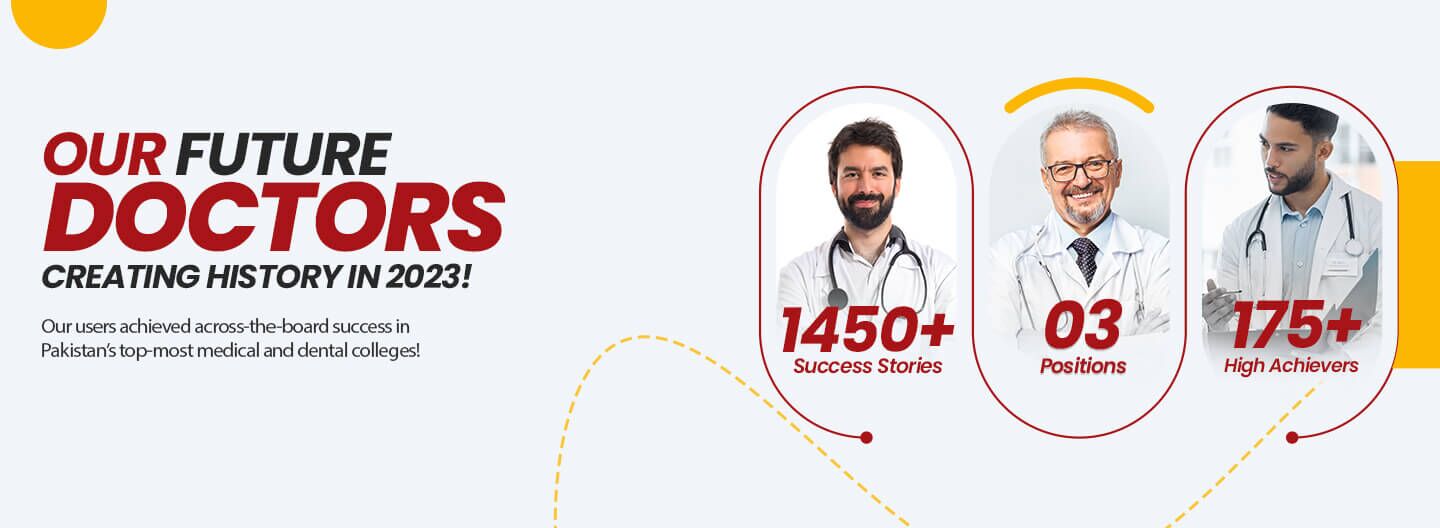 OUR FUTURE
DOCTORS
CREATING HISTORY IN 2023!
Our users achieved across-the-board success in
Pakistan's top-most medical and dental colleges!
1450+
Success Stories
03
Positions
175+
High Achievers